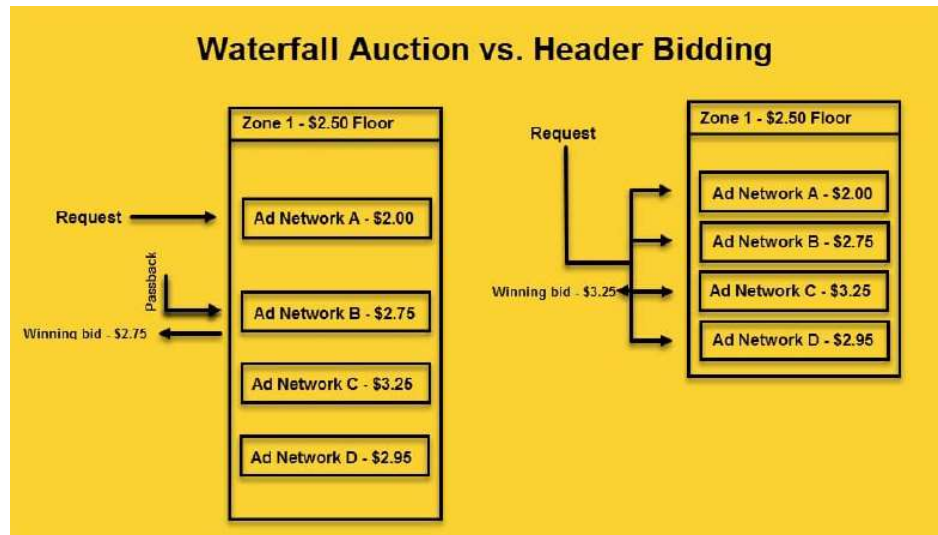 Waterfall Auction vs. Header Bidding
Zone 1 - $2.50 Floor
Request
Ad Network A - $2.00
Passback
Ad Network B - $2.75
Winning bid - $2.75
Ad Network C - $3.25
Ad Network D - $2.95
Request
Zone 1 - $2.50 Floor
Ad Network A - $2.00
Ad Network B - $2.75
Winning bid - $3.25
Ad Network C - $3.25
Ad Network D - $2.95